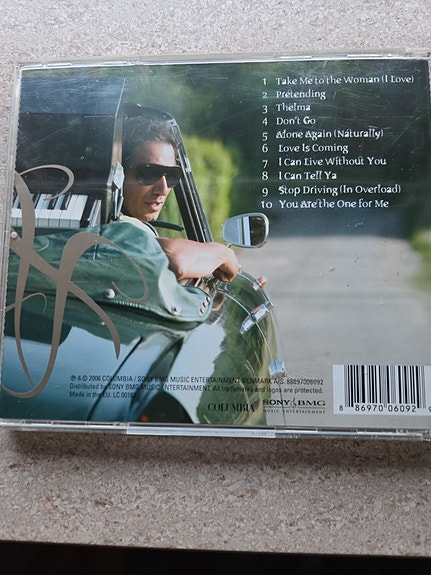 1 Take Me to the Woman (I Love)
2 Pretending
3 Thelma
4 Don't Go
5 Alone Again (Naturally)
6 Love Is Coming
7 I Can Live Without You
8 I Can Tell Ya
9 Stop Driving (In Overload)
10 You Are the One for Me
℗ & © 2006 COLUMBIA / SONY BMG MUSIC ENTERTAINMENT DENMARK A/S. 88697006092
Distributed by SONY BMG MUSIC ENTERTAINMENT. All trademarks and logos are protected.
Made in the E.U. LC 00162
COLUMBIA
SONY BMG
MUSIC ENTERTAINMENT
8 86970 06092